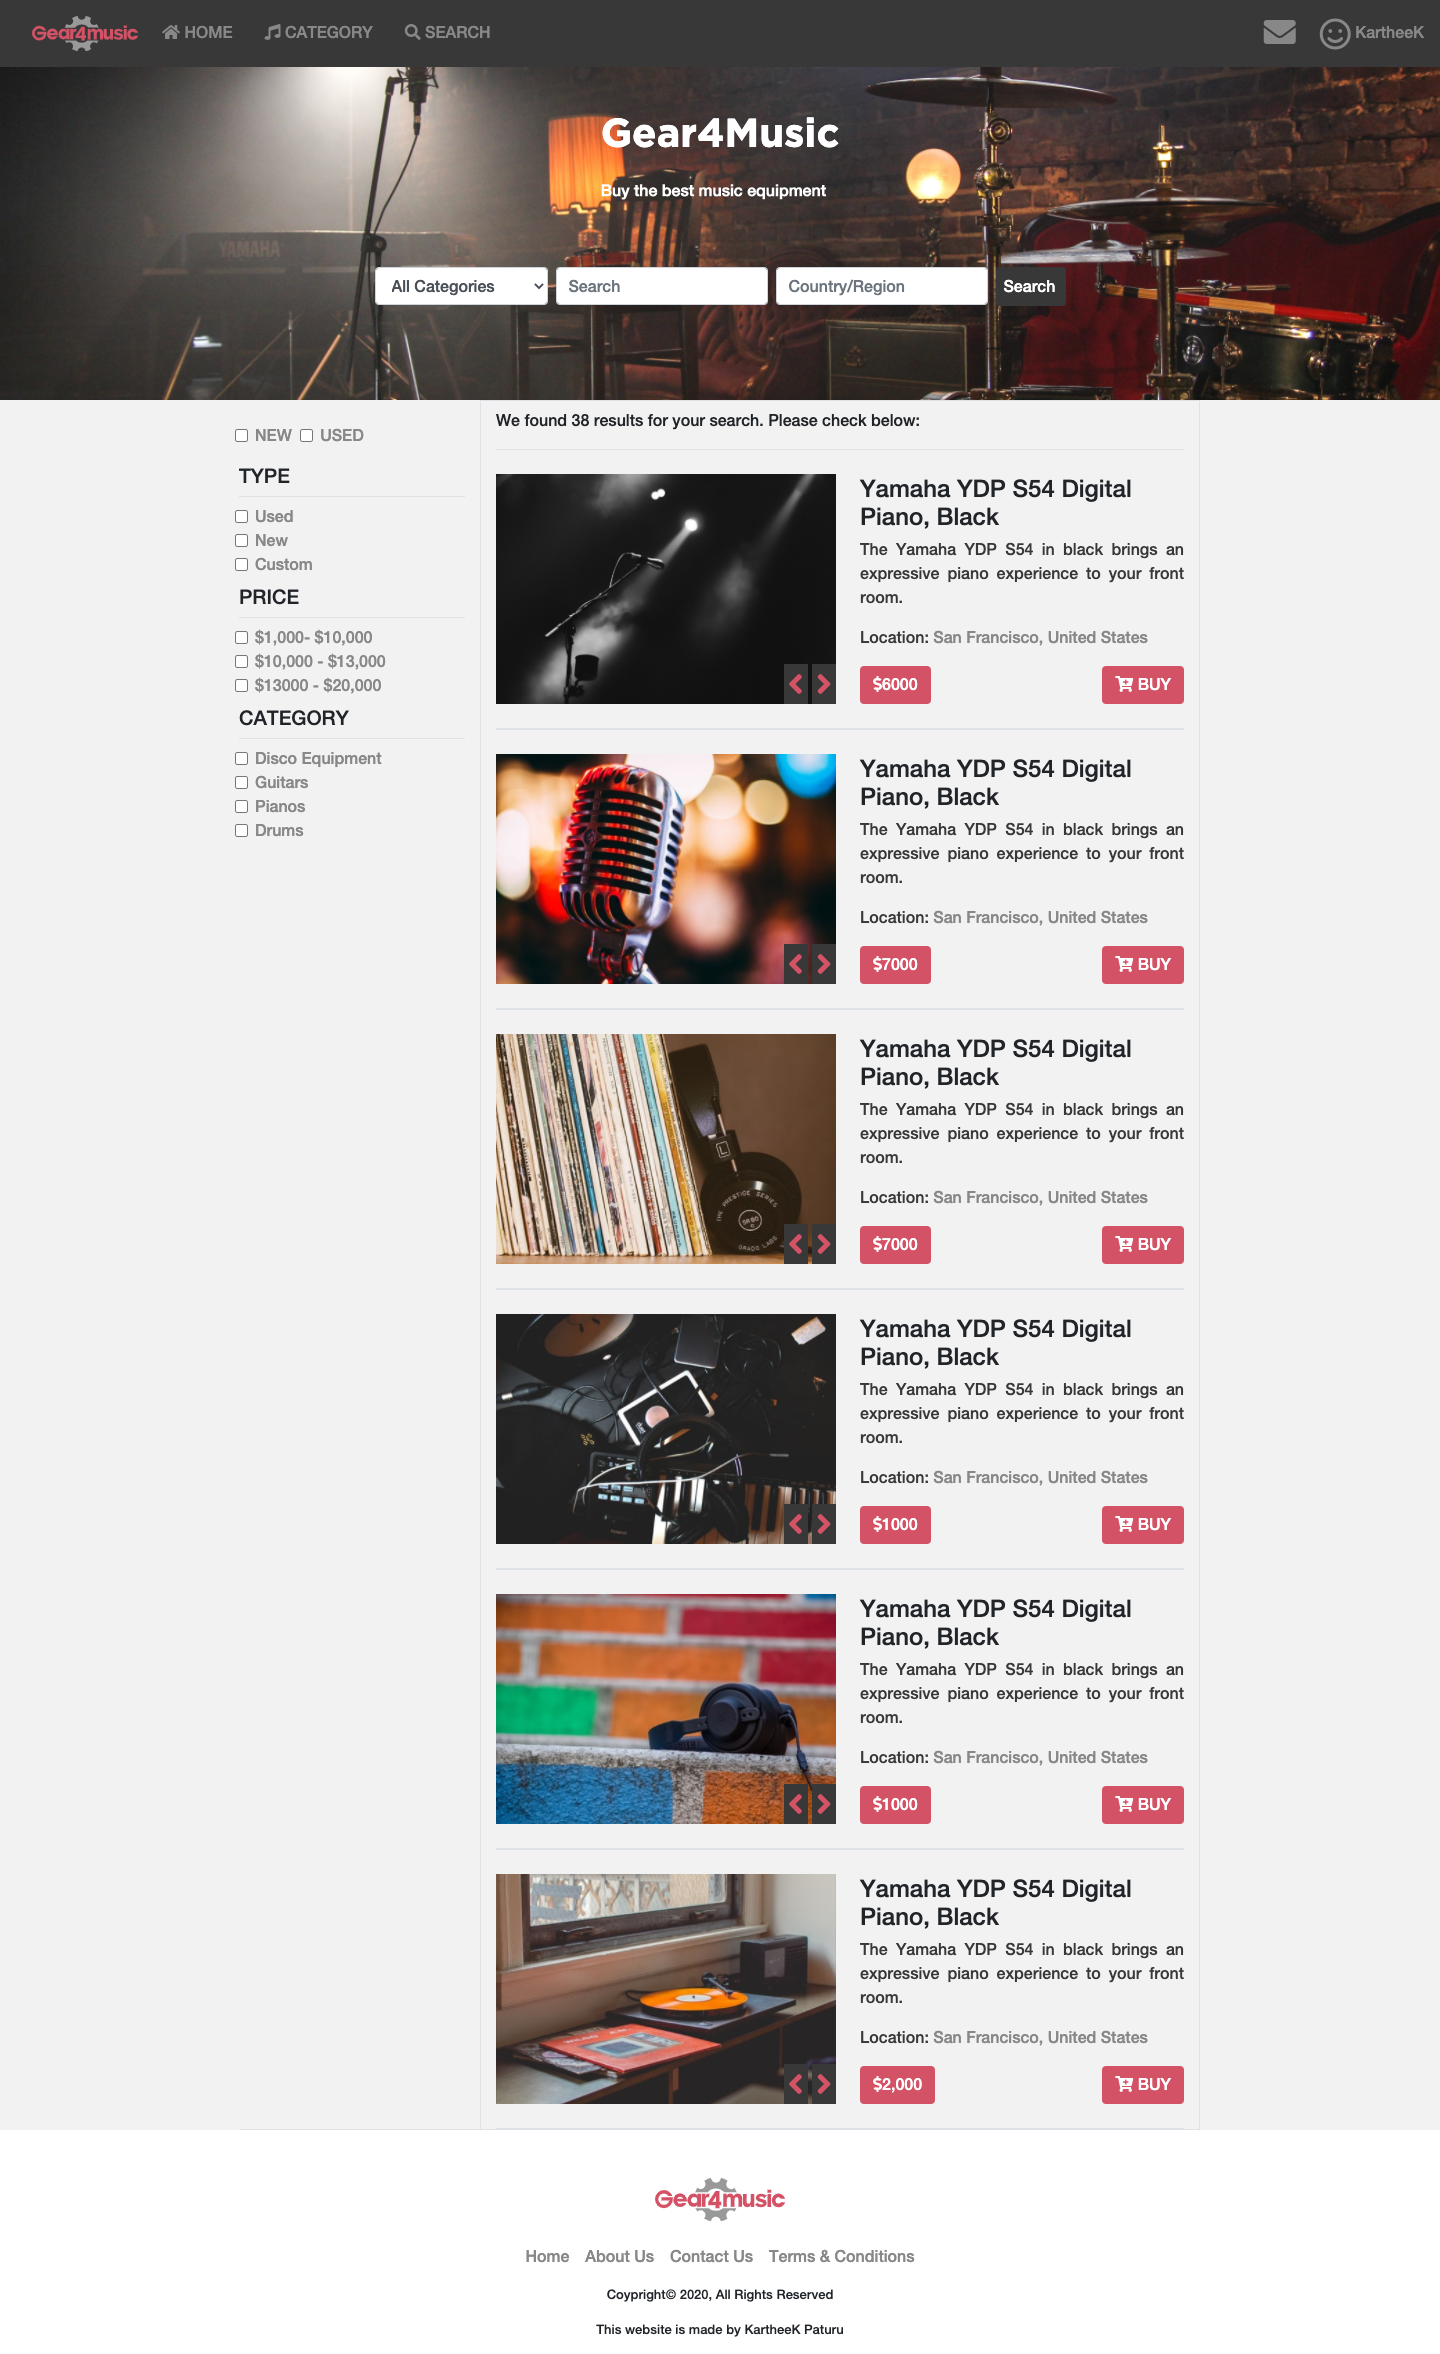 Gear4music HOME CATEGORY SEARCH KartheeK
Gear4Music
Buy the best music equipment
YAMAHA
All Categories Search Country/Region Search
NEW USED
TYPE
Used
New
Custom
PRICE
$1,000- $10,000
$10,000 - $13,000
$13000 - $20,000
CATEGORY
Disco Equipment
Guitars
Pianos
Drums
We found 38 results for your search. Please check below:
Yamaha YDP S54 Digital
Piano, Black
The Yamaha YDP S54 in black brings an
expressive piano experience to your front
room.
Location: San Francisco, United States
$6000 BUY
Yamaha YDP S54 Digital
Piano, Black
The Yamaha YDP S54 in black brings an
expressive piano experience to your front
room.
Location: San Francisco, United States
$7000 BUY
L
THE PRESTIGE SERIES
SR80
GRADO LABS
Yamaha YDP S54 Digital
Piano, Black
The Yamaha YDP S54 in black brings an
expressive piano experience to your front
room.
Location: San Francisco, United States
$7000 BUY
Yamaha YDP S54 Digital
Piano, Black
The Yamaha YDP S54 in black brings an
expressive piano experience to your front
room.
Location: San Francisco, United States
$1000 BUY
Yamaha YDP S54 Digital
Piano, Black
The Yamaha YDP S54 in black brings an
expressive piano experience to your front
room.
Location: San Francisco, United States
$1000 BUY
Yamaha YDP S54 Digital
Piano, Black
The Yamaha YDP S54 in black brings an
expressive piano experience to your front
room.
Location: San Francisco, United States
$2,000 BUY
Gear4music
Home About Us Contact Us Terms & Conditions
Coypright© 2020, All Rights Reserved
This website is made by KartheeK Paturu